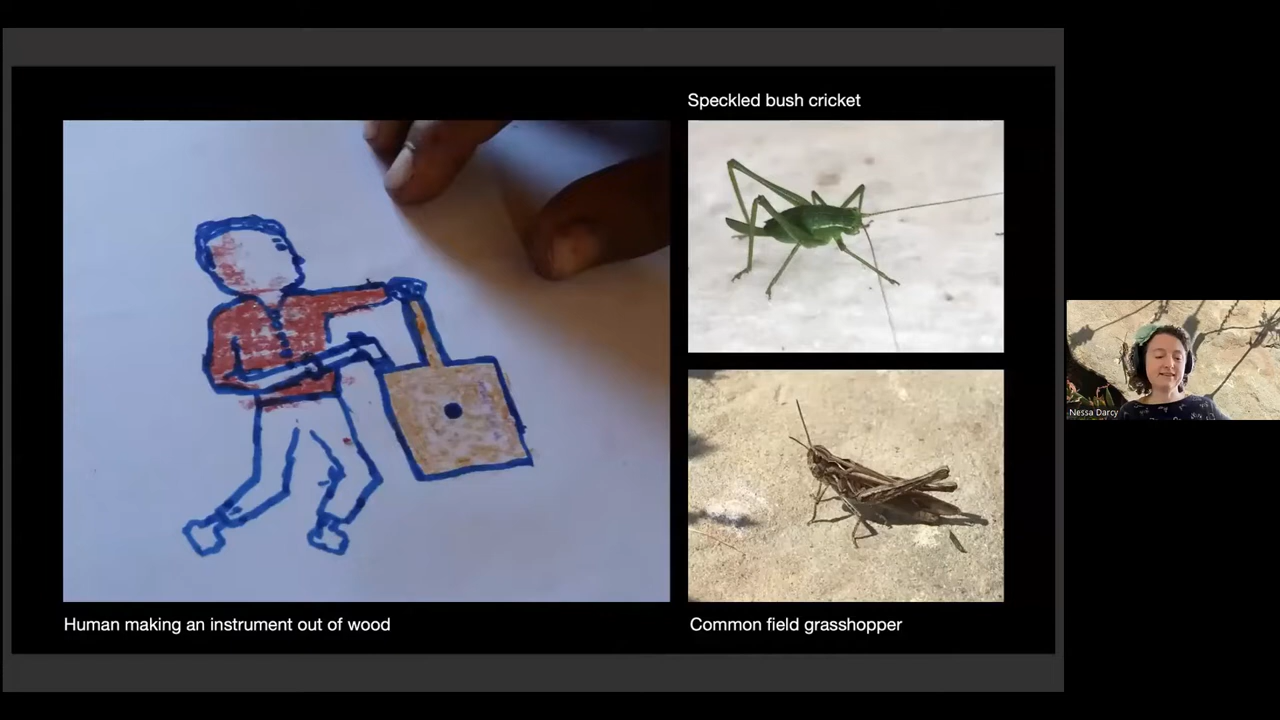 Speckled bush cricket
Human making an instrument out of wood
Common field grasshopper
Nessa Darcy